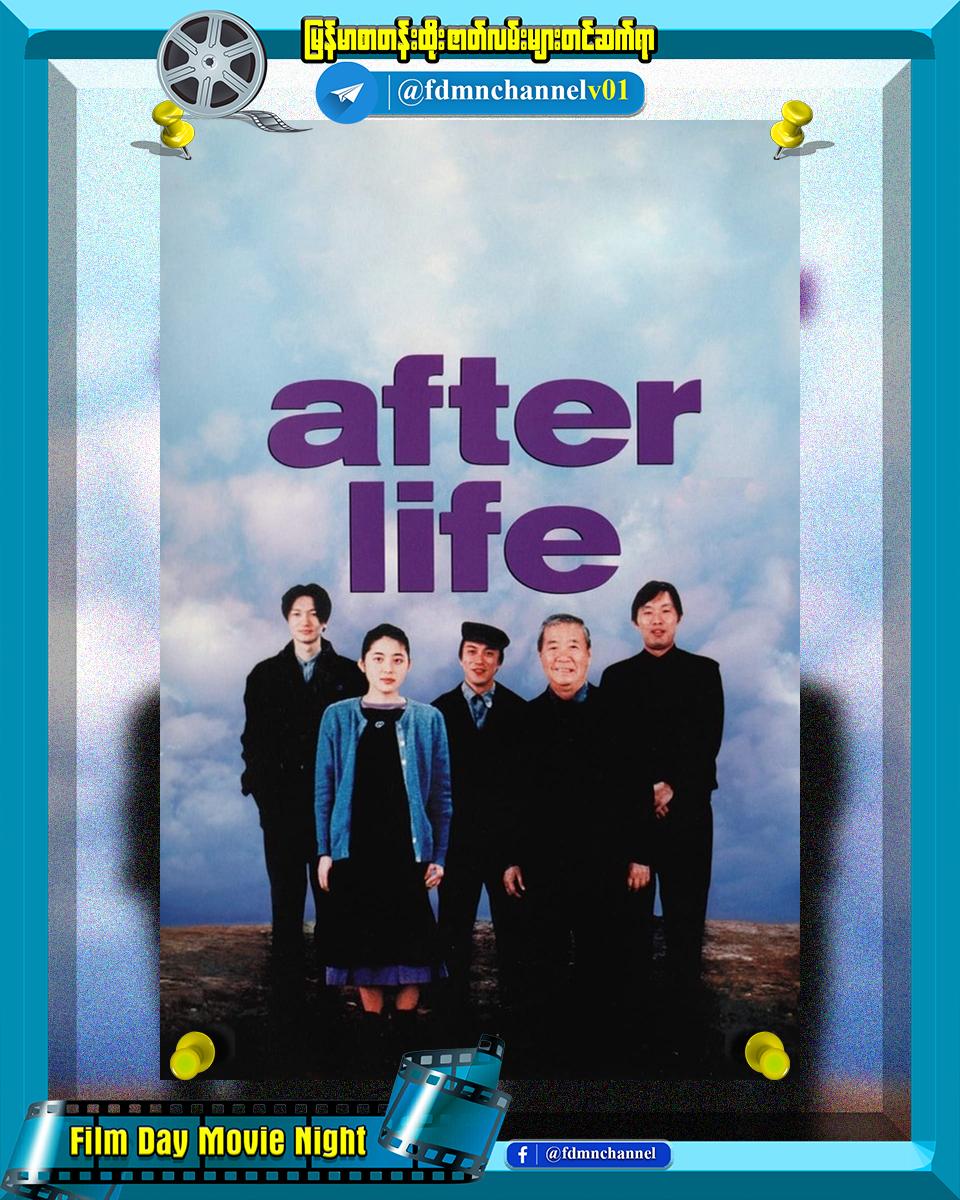 မြန်မာစာတန်းထိုးဇာတ်လမ်းများတင်ဆက်ရာ
@fdmnchannelv01
after
life
Film Day Movie Night
f | @fdmnchannel